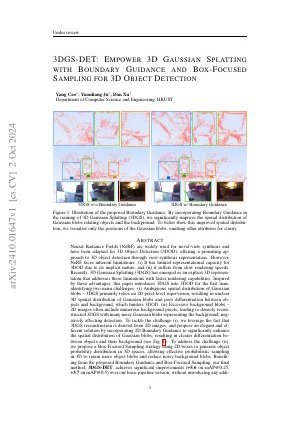 Under review
3DGS-DET: EMPOWER 3D GAUSSIAN SPLATTING
WITH BOUNDARY GUIDANCE AND BOX-FOCUSED
SAMPLING FOR 3D OBJECT DETECTION
Yang Cao*, Yuanliang Ju*, Dan Xu
Department of Computer Science and Engineering, HKUST
3DGS w/o Boundary Guidance
3DGS w/ Boundary Guidance
Figure 1: Illustration of the proposed Boundary Guidance. By incorporating Boundary Guidance in
the training of 3D Gaussian Splatting (3DGS), we significantly improve the spatial distribution of
Gaussian blobs relating objects and the background. To better show this improved spatial distribu-
tion, we visualize only the positions of the Gaussian blobs, omitting other attributes for clarity.
ABSTRACT
Neural Radiance Fields (NeRF) are widely used for novel-view synthesis and
have been adapted for 3D Object Detection (3DOD), offering a promising ap-
proach to 3D object detection through view-synthesis representation. However,
NeRF faces inherent limitations: (i) It has limited representational capacity for
3DOD due to its implicit nature, and (ii) it suffers from slow rendering speeds.
Recently, 3D Gaussian Splatting (3DGS) has emerged as an explicit 3D represen-
tation that addresses these limitations with faster rendering capabilities. Inspired
by these advantages, this paper introduces 3DGS into 3DOD for the first time,
identifying two main challenges: (i) Ambiguous spatial distribution of Gaussian
blobs – 3DGS primarily relies on 2D pixel-level supervision, resulting in unclear
3D spatial distribution of Gaussian blobs and poor differentiation between ob-
jects and background, which hinders 3DOD; (ii) Excessive background blobs –
2D images often include numerous background pixels, leading to densely recon-
structed 3DGS with many noisy Gaussian blobs representing the background, neg-
atively affecting detection. To tackle the challenge (i), we leverage the fact that
3DGS reconstruction is derived from 2D images, and propose an elegant and ef-
ficient solution by incorporating 2D Boundary Guidance to significantly enhance
the spatial distribution of Gaussian blobs, resulting in clearer differentiation be-
tween objects and their background (see Fig. 1). To address the challenge (ii),
we propose a Box-Focused Sampling strategy using 2D boxes to generate object
probability distribution in 3D spaces, allowing effective probabilistic sampling
in 3D to retain more object blobs and reduce noisy background blobs. Benefit-
ing from the proposed Boundary Guidance and Box-Focused Sampling, our final
method, 3DGS-DET, achieves significant improvements (+5.6 on mAP@0.25,
+3.7 on mAP@0.5) over our basic pipeline version, without introducing any addi-
1
arXiv:2410.01647v1 [cs.CV] 2 Oct 2024